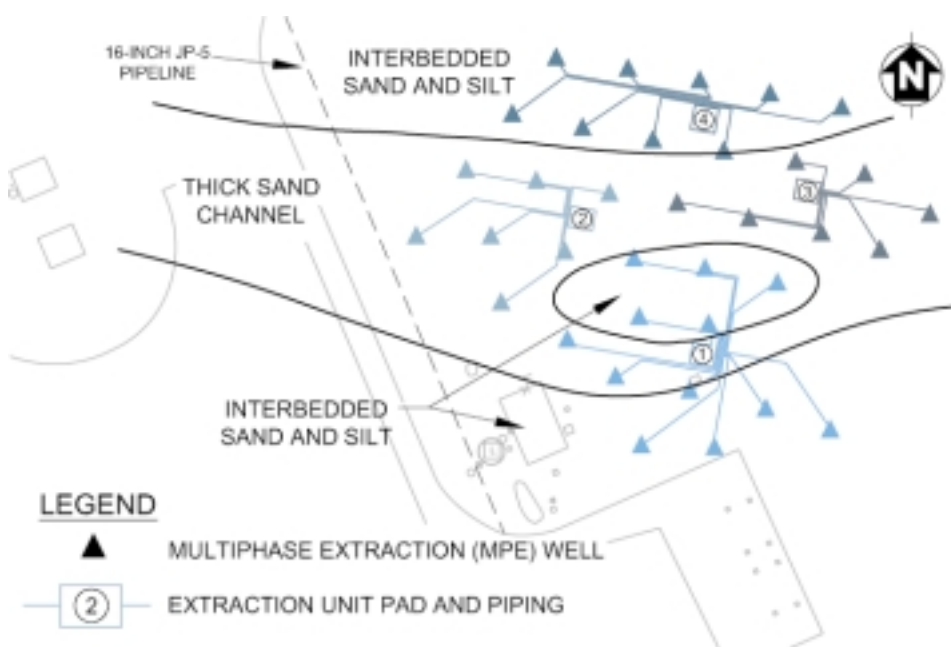 16-INCH JP-5
PIPELINE
INTERBEDDED
SAND AND SILT
N
4
THICK SAND
CHANNEL
3
2
1
INTERBEDDED
SAND AND SILT
LEGEND
MULTIPHASE EXTRACTION (MPE) WELL
2
EXTRACTION UNIT PAD AND PIPING